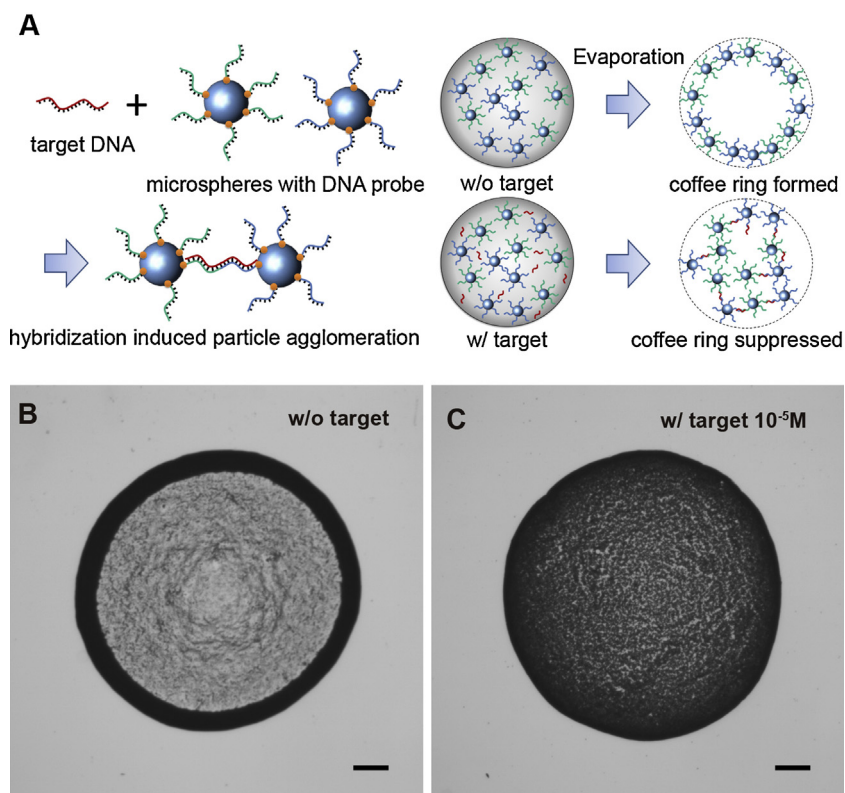 A
target DNA
+
microspheres with DNA probe
w/o target
Evaporation
coffee ring formed
hybridization induced particle agglomeration
w/ target
coffee ring suppressed
B
w/o target
C
w/ target 10⁻⁵M